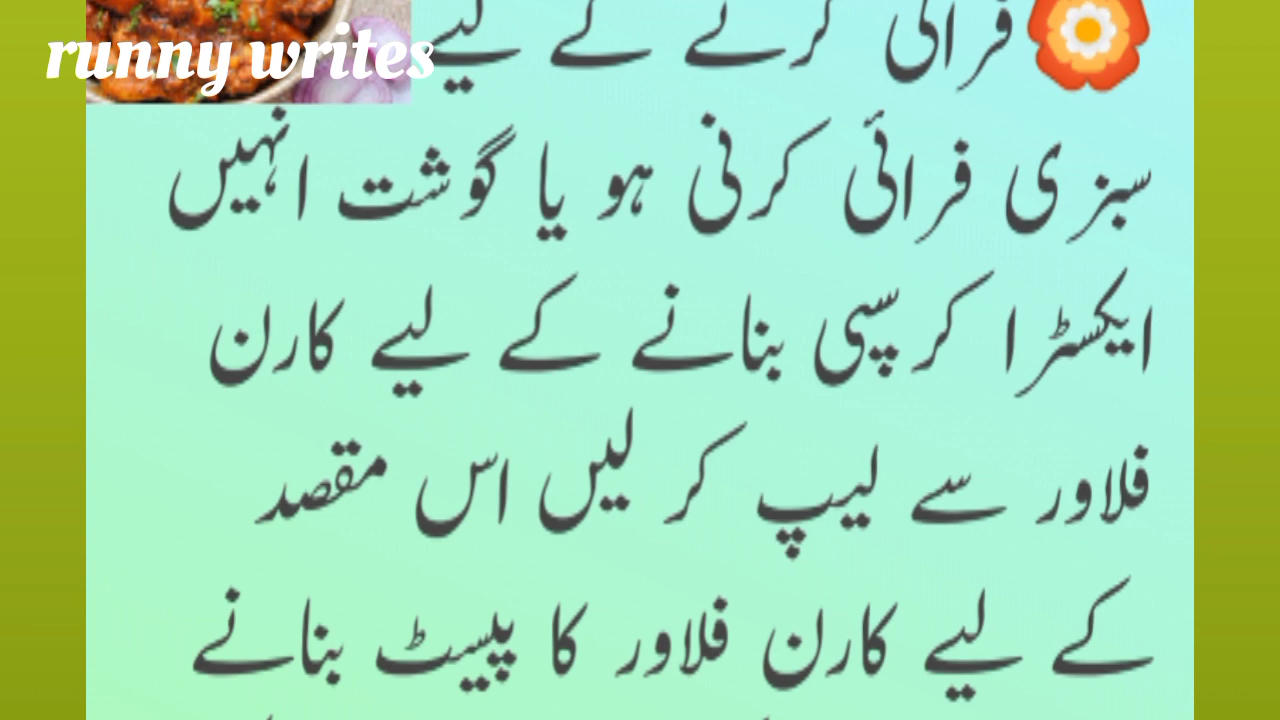 runny writes
فرائی کرنے کے لیے
سبزی فرائی کرنی ہو یا گوشت انہیں
ایکسٹرا کرسپی بنانے کے لیے کارن
فلاور سے لیپ کر لیں اس مقصد
کے لیے کارن فلاور کا پیسٹ بنانے